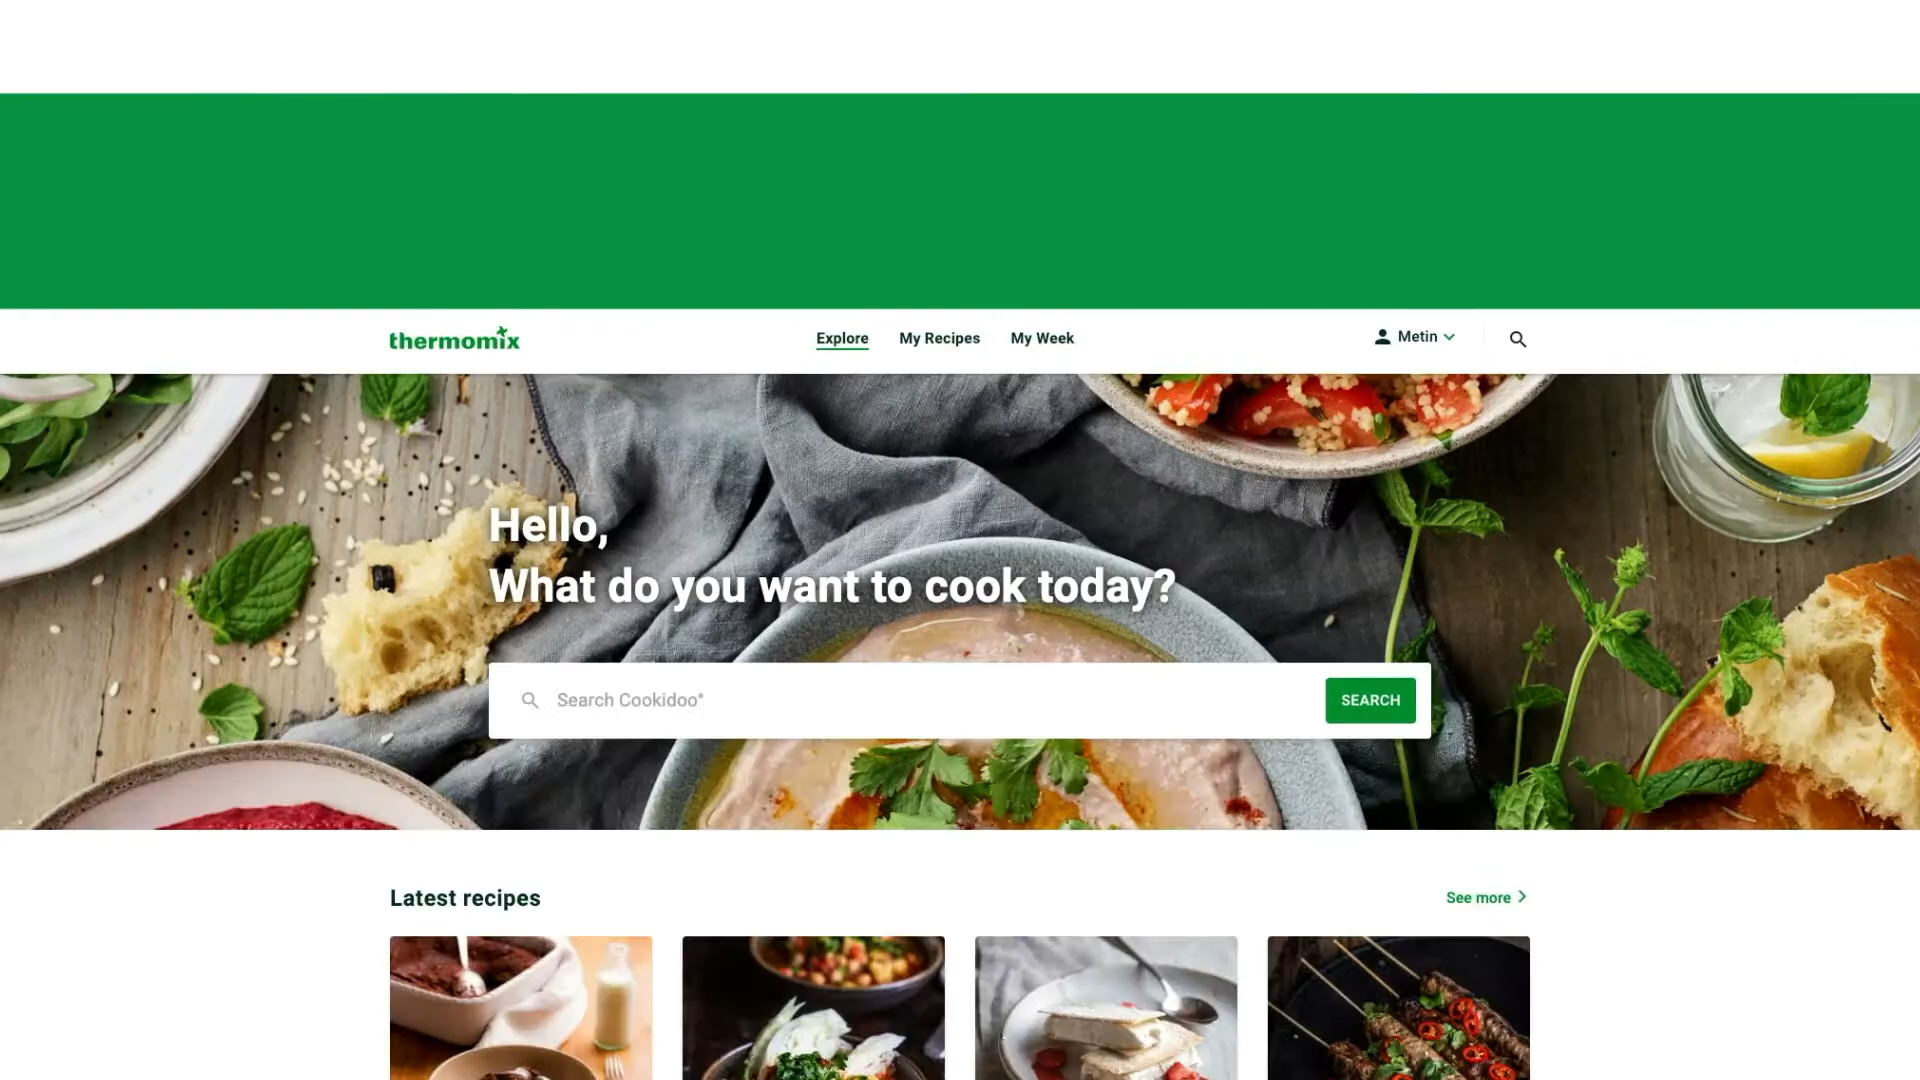 thermomix
Explore My Recipes My Week
Metin
Hello,
What do you want to cook today?
Search Cookidoo®
SEARCH
Latest recipes
See more